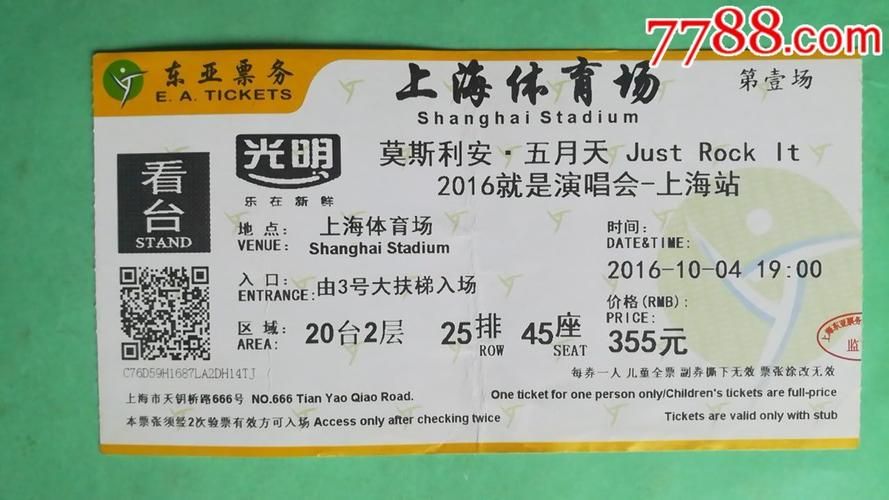 7788.com
东亚票务
E. A. TICKETS
上海体育场
Shanghai Stadium
第壹场
看台
STAND
光明
乐在新鲜
莫斯利安·五月天 Just Rock It
2016就是演唱会-上海站
地点: 上海体育场
VENUE: Shanghai Stadium
时间:
DATE&TIME:
2016-10-04 19:00
入口:
ENTRANCE: 由3号大扶梯入场
价格(RMB):
PRICE: 355元
区域:
AREA: 20台2层 25排 ROW 45座 SEAT
上海东亚票务
监
C76D59H1687LA2DH14TJ
每券一人 儿童全票 副券撕下无效 票张涂改无效
上海市天钥桥路666号 NO.666 Tian Yao Qiao Road.
One ticket for one person only/Children's tickets are full-price
本票张须经2次验票有效方可入场 Access only after checking twice
Tickets are valid only with stub